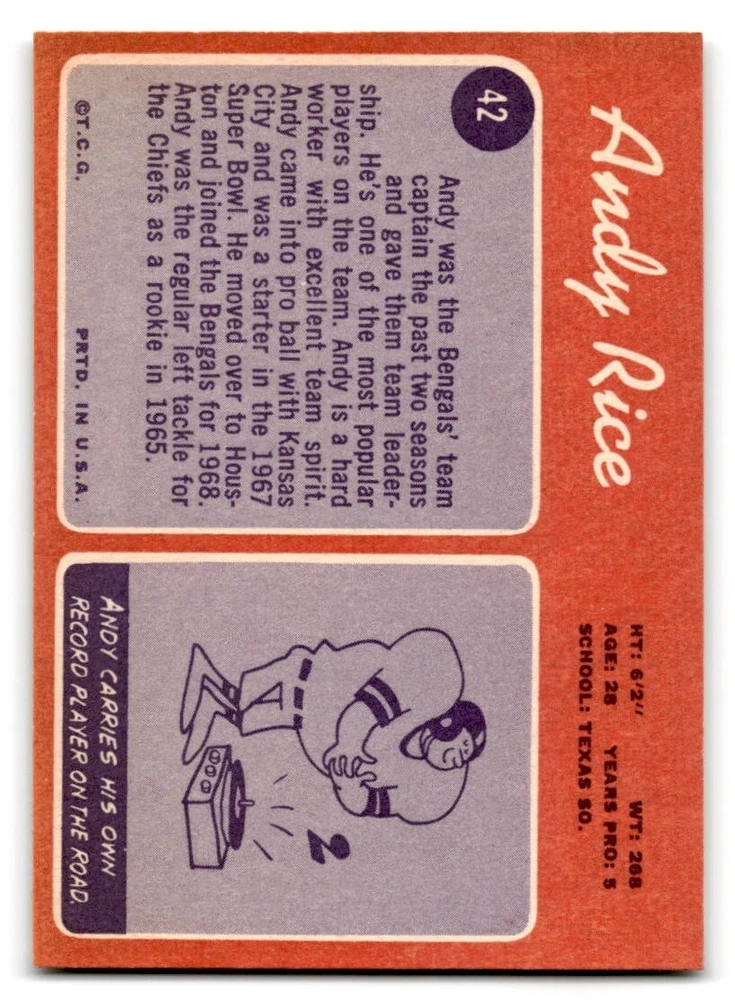 Andy Rice
HT: 6'2" WT: 268
AGE: 28 YEARS PRO: 5
SCHOOL: TEXAS SO.
42
Andy was the Bengals' team
captain the past two seasons
and gave them team leader-
ship. He's one of the most popular
players on the team. Andy is a hard
worker with excellent team spirit.
Andy came into pro ball with Kansas
City and was a starter in the 1967
Super Bowl. He moved over to Hous-
ton and joined the Bengals for 1968.
Andy was the regular left tackle for
the Chiefs as a rookie in 1965.
©T.C.G. PRTD. IN U.S.A.
ANDY CARRIES HIS OWN
RECORD PLAYER ON THE ROAD.